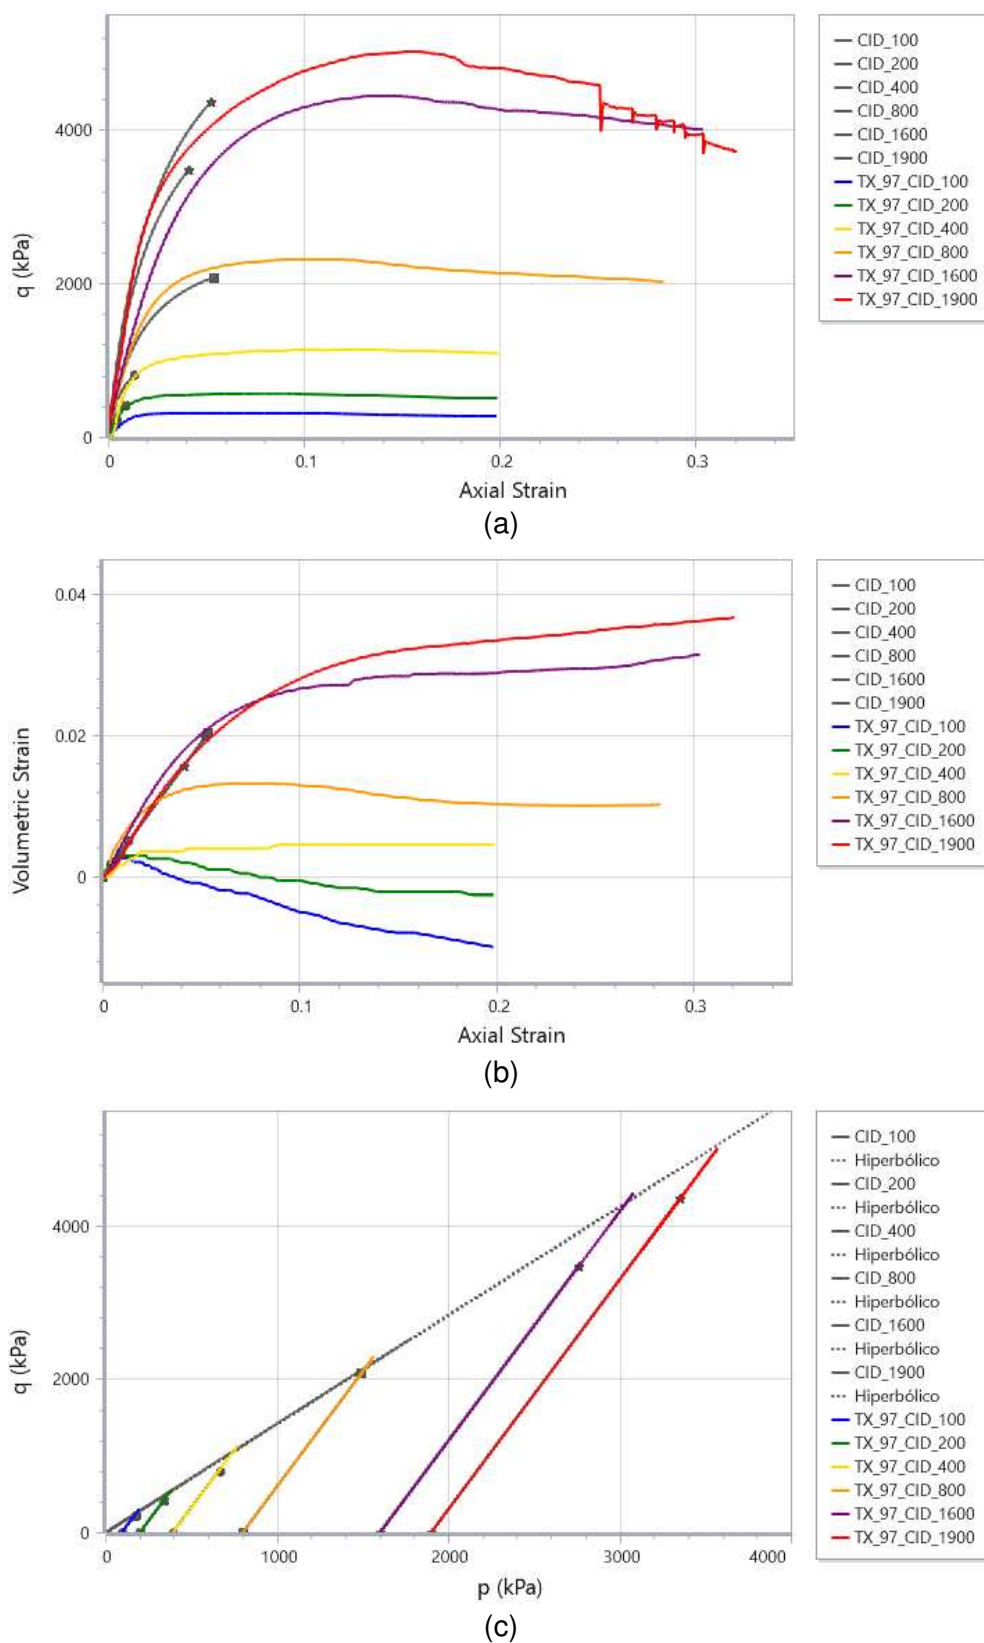 4000
2000
0
q (kPa)
0
0.1
0.2
0.3
Axial Strain
CID_100
CID_200
CID_400
CID_800
CID_1600
CID_1900
TX_97_CID_100
TX_97_CID_200
TX_97_CID_400
TX_97_CID_800
TX_97_CID_1600
TX_97_CID_1900
(a)
0.04
0.02
0
Volumetric Strain
0
0.1
0.2
0.3
Axial Strain
CID_100
CID_200
CID_400
CID_800
CID_1600
CID_1900
TX_97_CID_100
TX_97_CID_200
TX_97_CID_400
TX_97_CID_800
TX_97_CID_1600
TX_97_CID_1900
(b)
4000
2000
0
q (kPa)
0
1000
2000
3000
4000
p (kPa)
CID_100
Hiperbólico
CID_200
Hiperbólico
CID_400
Hiperbólico
CID_800
Hiperbólico
CID_1600
Hiperbólico
CID_1900
Hiperbólico
TX_97_CID_100
TX_97_CID_200
TX_97_CID_400
TX_97_CID_800
TX_97_CID_1600
TX_97_CID_1900
(c)